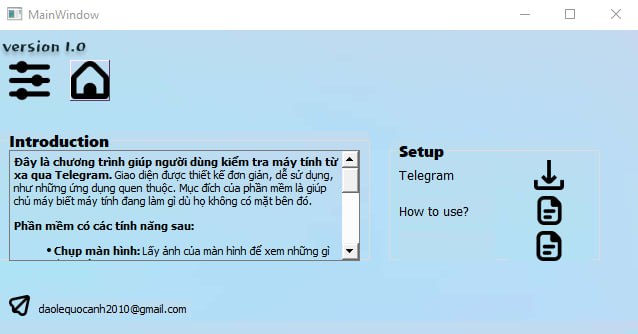 MainWindow
version 1.0
Introduction
Đây là chương trình giúp người dùng kiểm tra máy tính từ
xa qua Telegram. Giao diện được thiết kế đơn giản, dễ sử dụng,
như những ứng dụng quen thuộc. Mục đích của phần mềm là giúp
chủ máy biết máy tính đang làm gì dù họ không có mặt bên đó.
Phần mềm có các tính năng sau:
• Chụp màn hình: Lấy ảnh của màn hình để xem những gì
Setup
Telegram
How to use?
daolequocanh2010@gmail.com